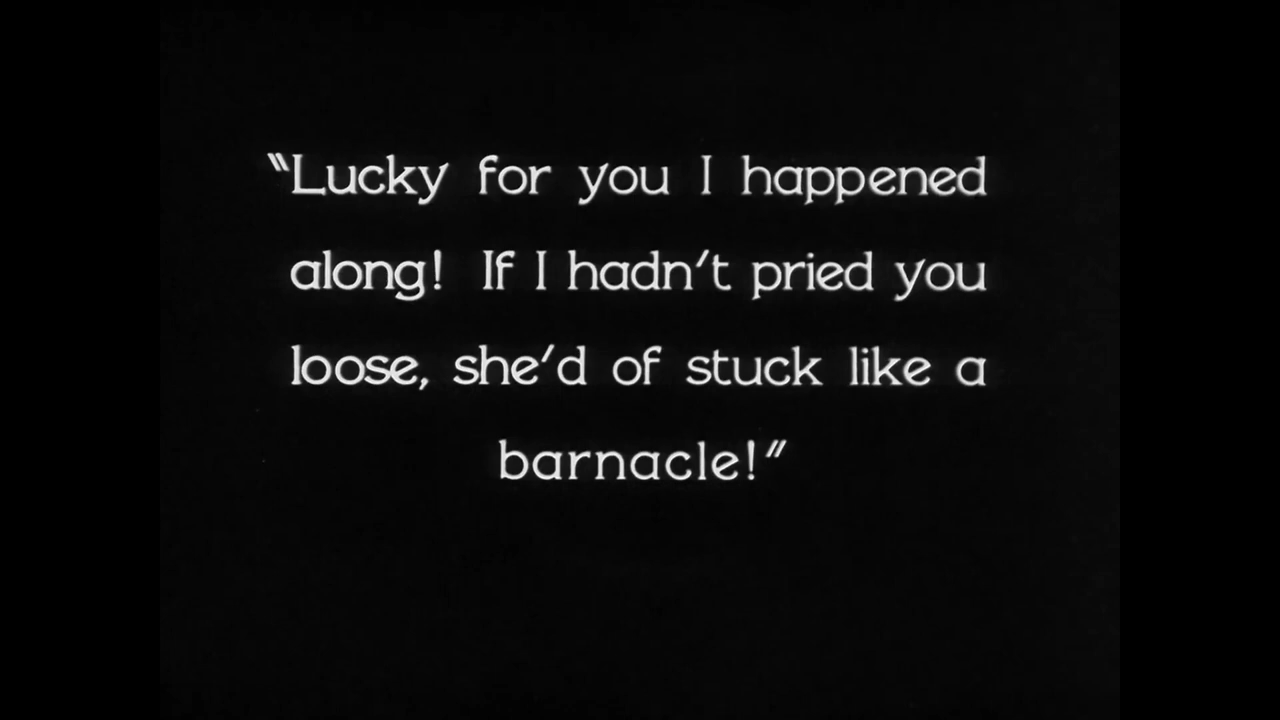 "Lucky for you I happened
along! If I hadn't pried you
loose, she'd of stuck like a
barnacle!"